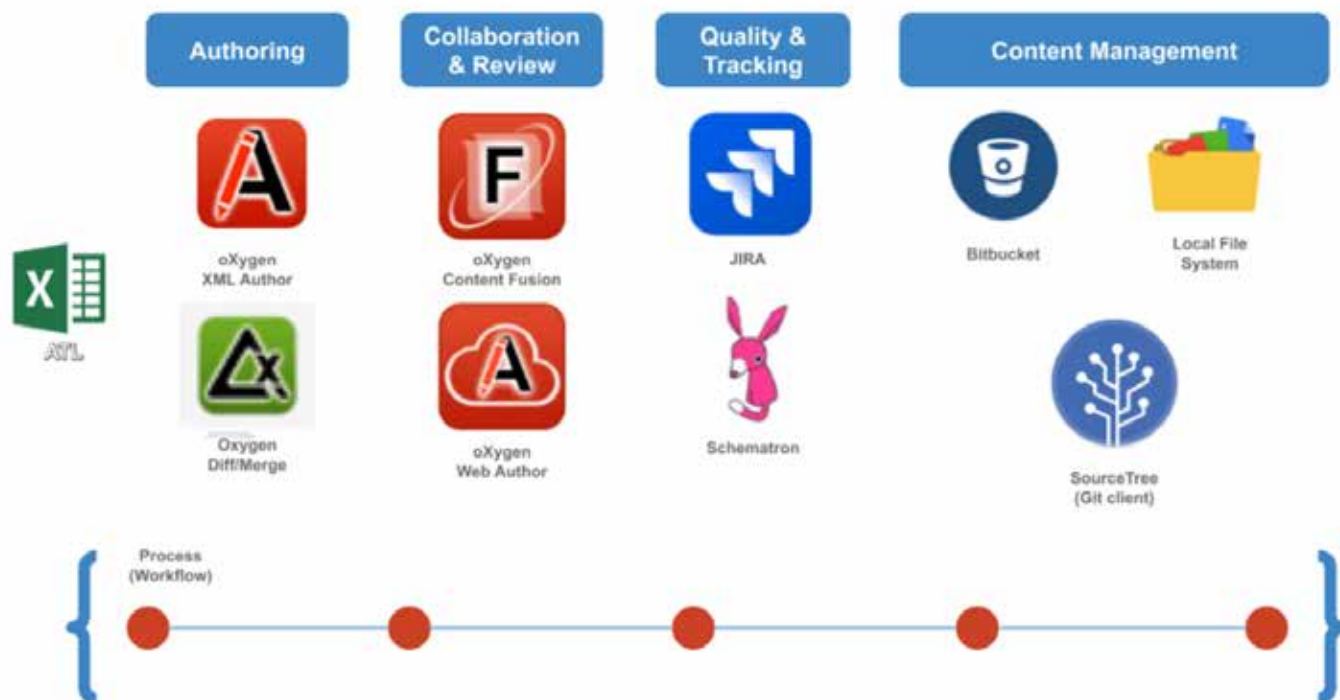 Authoring
Collaboration
& Review
Quality &
Tracking
Content Management
oXygen
XML Author
oXygen
Content Fusion
JIRA
Bitbucket
Local File
System
X
ATL
Oxygen
Diff/Merge
oXygen
Web Author
Schematron
SourceTree
(Git client)
Process
(Workflow)